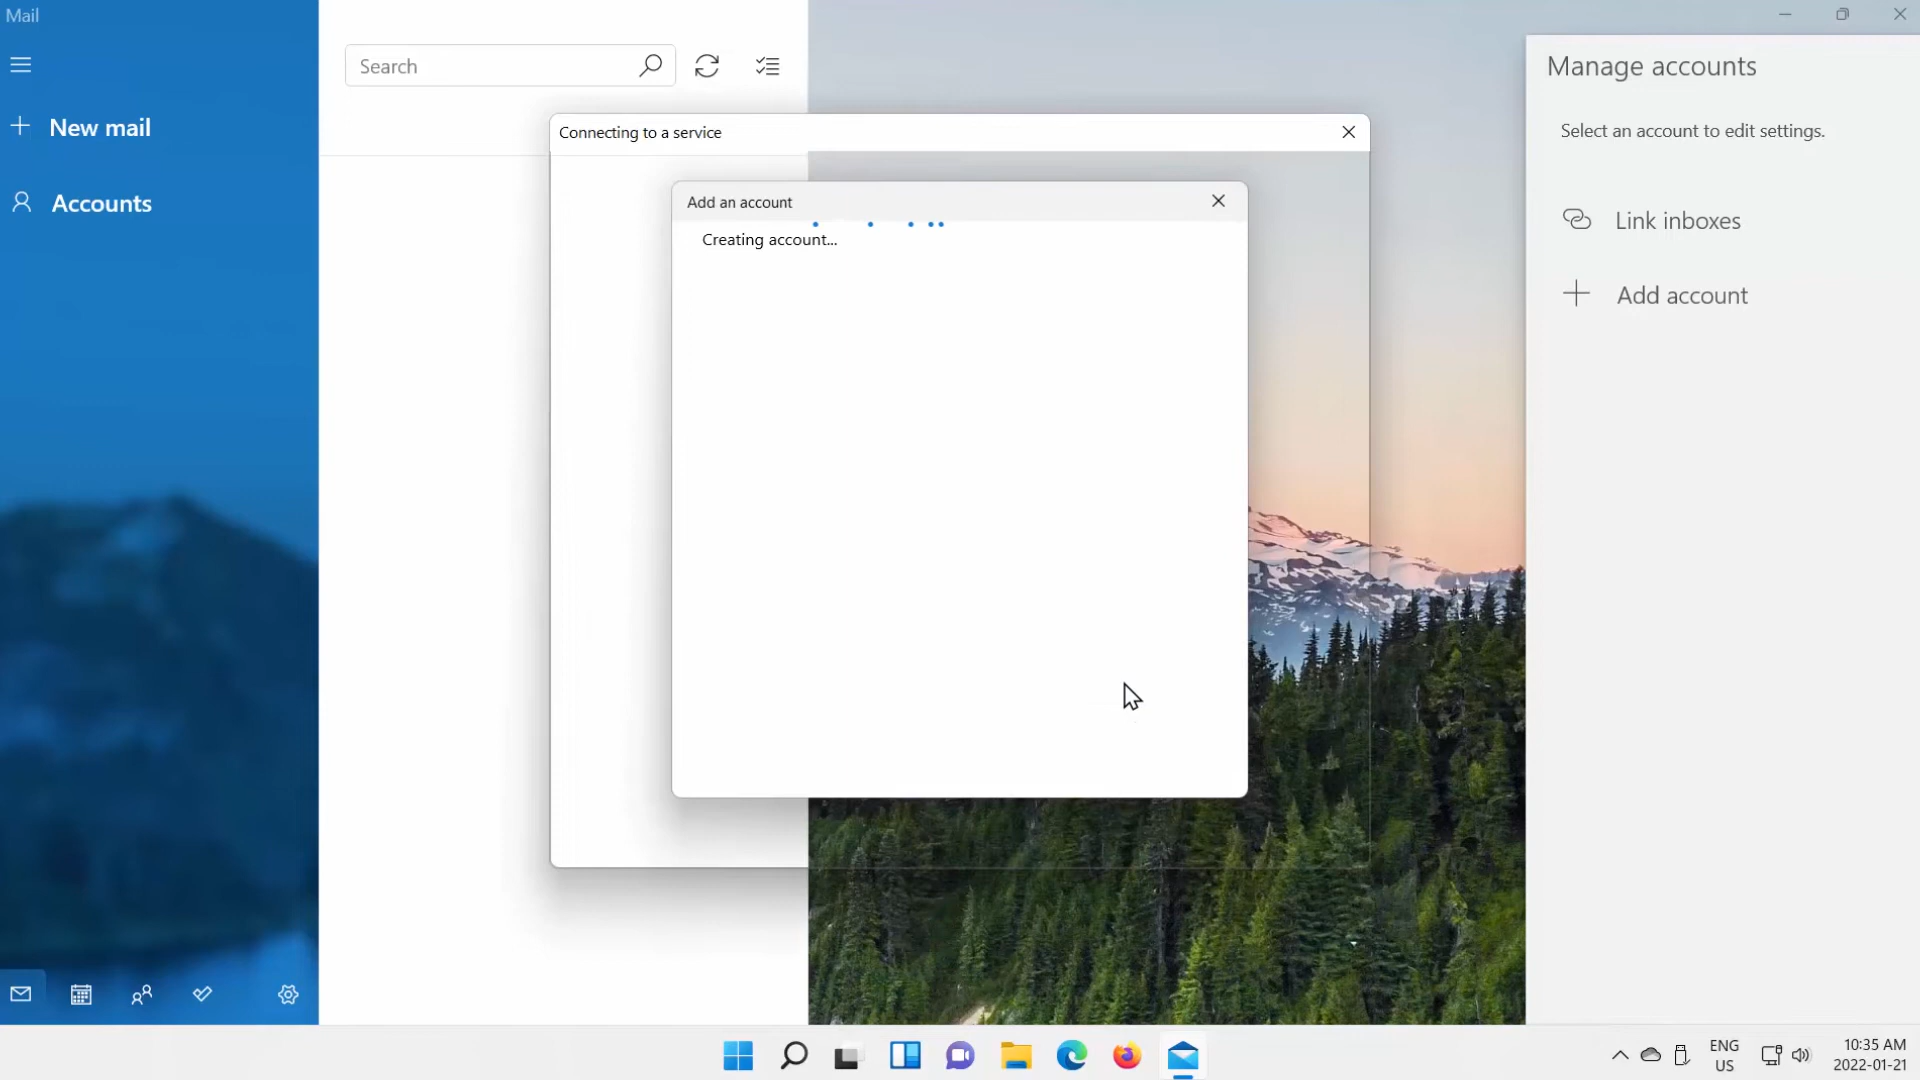 Mail
Search
New mail
Accounts
Connecting to a service
Add an account
Creating account...
Manage accounts
Select an account to edit settings.
Link inboxes
Add account
ENG
US
10:35 AM
2022-01-21